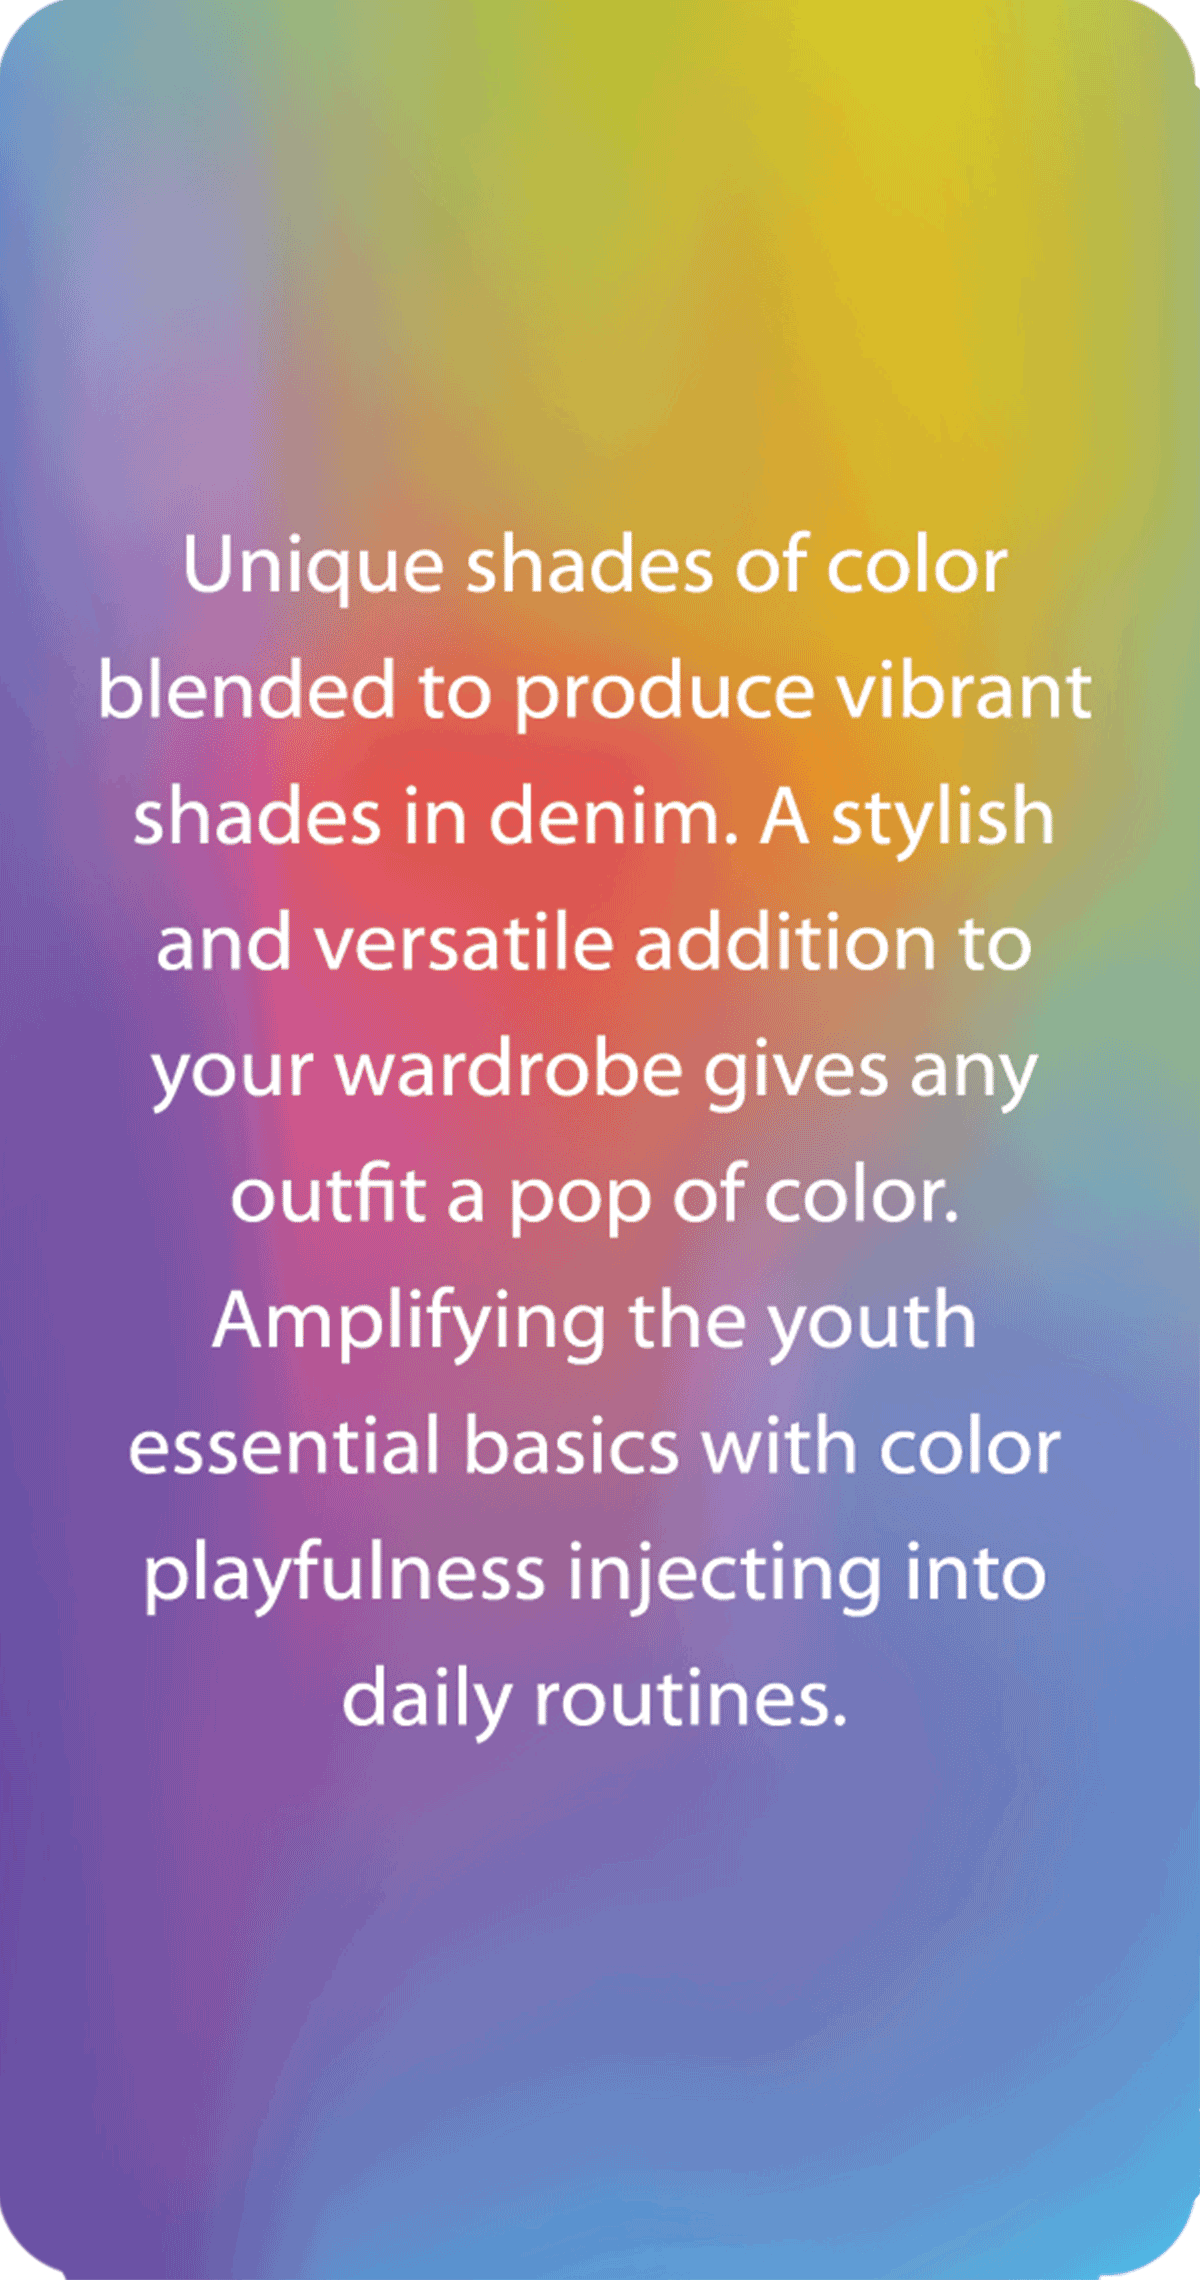 Unique shades of color
blended to produce vibrant
shades in denim. A stylish
and versatile addition to
your wardrobe gives any
outfit a pop of color.
Amplifying the youth
essential basics with color
playfulness injecting into
daily routines.